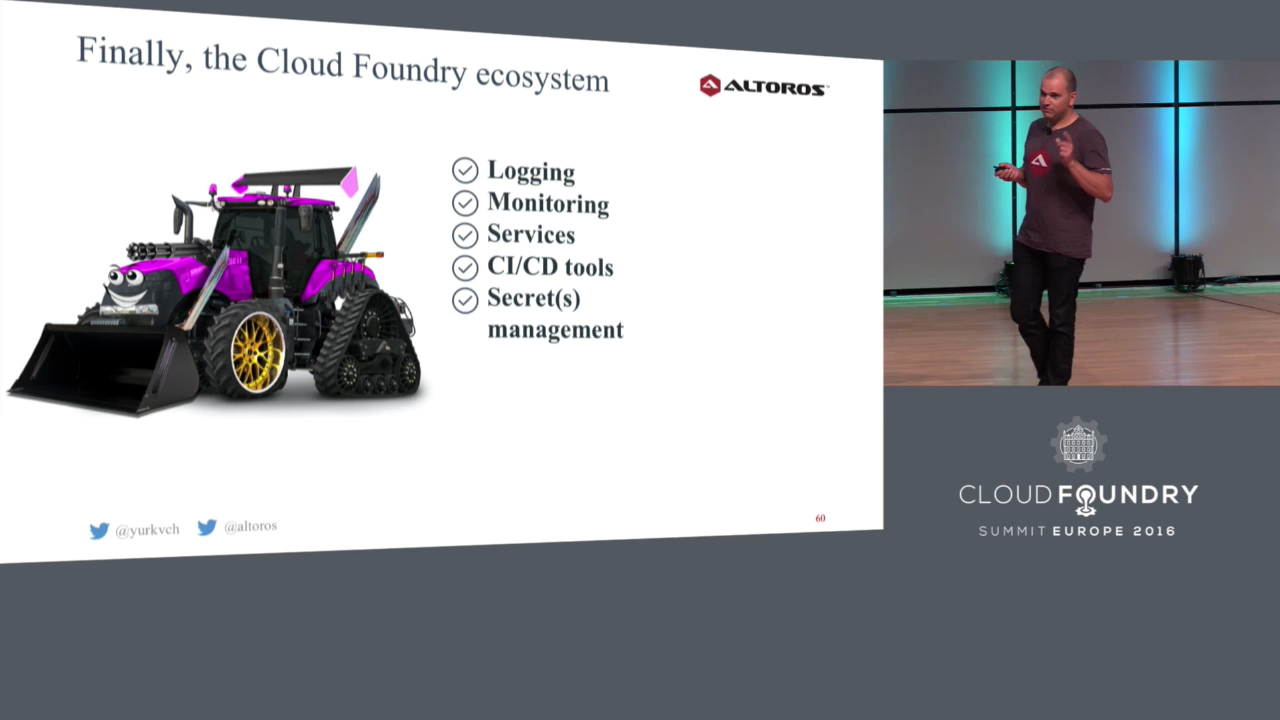 Finally, the Cloud Foundry ecosystem
ALTOROS
Logging
Monitoring
Services
CI/CD tools
Secret(s)
management
@yurkvch @altoros
60
CLOUD FOUNDRY
SUMMIT EUROPE 2016